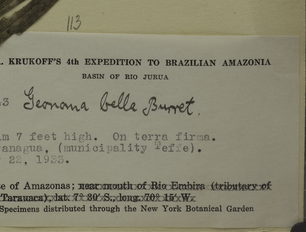 113
. KRUKOFF'S 4th EXPEDITION TO BRAZILIAN AMAZONIA
BASIN OF RIO JURUA
3 Geonoma bella Burret.
m 7 feet high. On terra firma.
ranagua, (municipality Teffe).
22, 1933.
e of Amazonas; near mouth of Rio Embira (tributary of
Tarauaca), lat. 7° 30' S., long. 70° 15' W.
Specimens distributed through the New York Botanical Garden